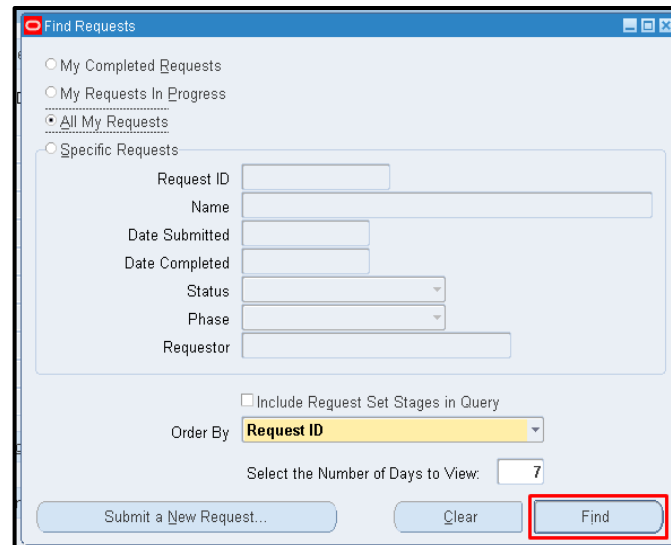 Find Requests
My Completed Requests
My Requests In Progress
All My Requests
Specific Requests
Request ID
Name
Date Submitted
Date Completed
Status
Phase
Requestor
Include Request Set Stages in Query
Order By Request ID
Select the Number of Days to View: 7
Submit a New Request... Clear Find